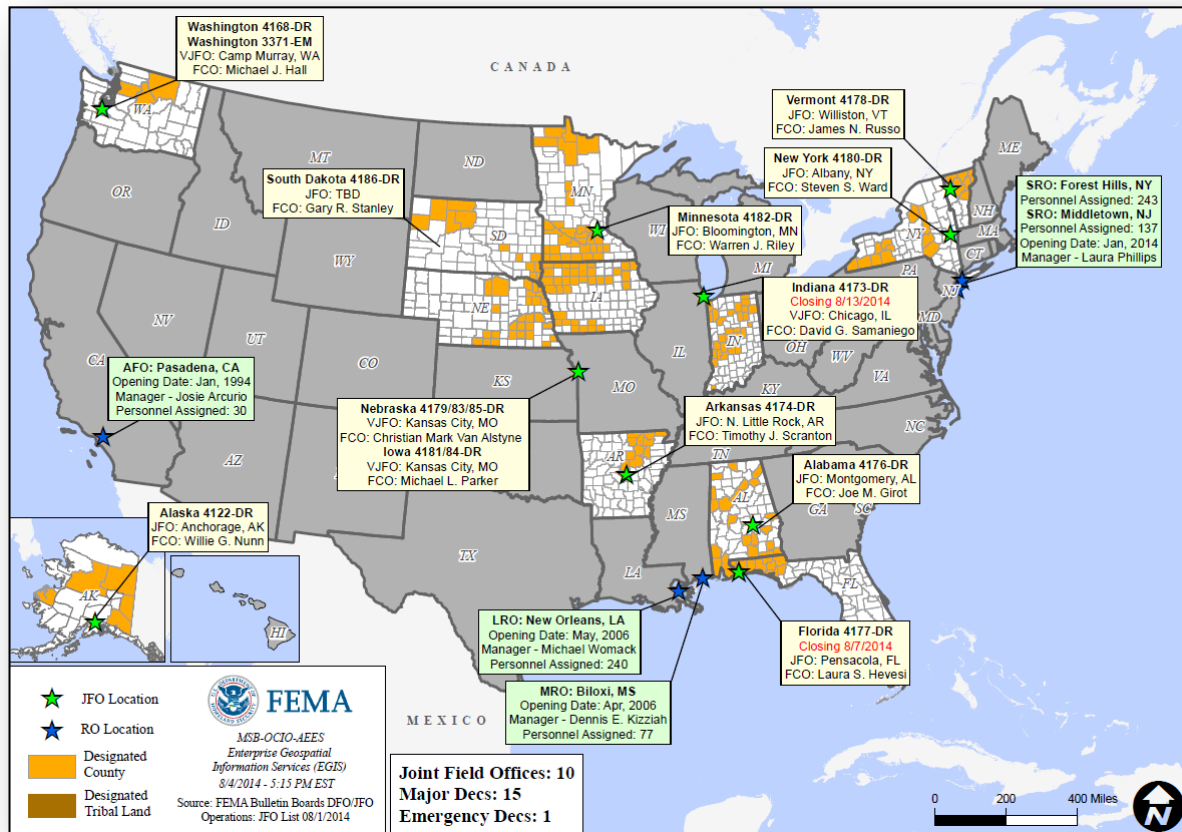 Washington 4168-DR
Washington 3371-EM
VJFO: Camp Murray, WA
FCO: Michael J. Hall
CANADA
Vermont 4178-DR
JFO: Williston, VT
FCO: James N. Russo
New York 4180-DR
JFO: Albany, NY
FCO: Steven S. Ward
SRO: Forest Hills, NY
Personnel Assigned: 243
SRO: Middletown, NJ
Personnel Assigned: 137
Opening Date: Jan, 2014
Manager - Laura Phillips
South Dakota 4186-DR
JFO: TBD
FCO: Gary R. Stanley
Minnesota 4182-DR
JFO: Bloomington, MN
FCO: Warren J. Riley
Indiana 4173-DR
Closing 8/13/2014
VJFO: Chicago, IL
FCO: David G. Samaniego
AFO: Pasadena, CA
Opening Date: Jan, 1994
Manager - Josie Arcurio
Personnel Assigned: 30
Nebraska 4179/83/85-DR
VJFO: Kansas City, MO
FCO: Christian Mark Van Alstyne
Iowa 4181/84-DR
VJFO: Kansas City, MO
FCO: Michael L. Parker
Arkansas 4174-DR
JFO: N. Little Rock, AR
FCO: Timothy J. Scranton
Alabama 4176-DR
JFO: Montgomery, AL
FCO: Joe M. Girot
Alaska 4122-DR
JFO: Anchorage, AK
FCO: Willie G. Nunn
LRO: New Orleans, LA
Opening Date: May, 2006
Manager - Michael Womack
Personnel Assigned: 240
MRO: Biloxi, MS
Opening Date: Apr, 2006
Manager - Dennis E. Kizziah
Personnel Assigned: 77
Florida 4177-DR
Closing 8/7/2014
JFO: Pensacola, FL
FCO: Laura S. Hevesi
WA
OR
ID
MT
ND
SD
MN
WI
MI
WY
NE
IA
NV
UT
CO
KS
MO
IL
IN
OH
KY
WV
VA
PA
NY
NH
ME
MA
CT
NJ
MD
NC
SC
GA
TN
AL
MS
AR
LA
TX
AZ
CA
FL
AK
HI
MEXICO
JFO Location
RO Location
Designated
County
Designated
Tribal Land
FEMA
MSB-OCIO-AEES
Enterprise Geospatial
Information Services (EGIS)
8/4/2014 - 5:15 PM EST
Source: FEMA Bulletin Boards DFO/JFO
Operations: JFO List 08/1/2014
Joint Field Offices: 10
Major Decs: 15
Emergency Decs: 1
0 200 400 Miles
N